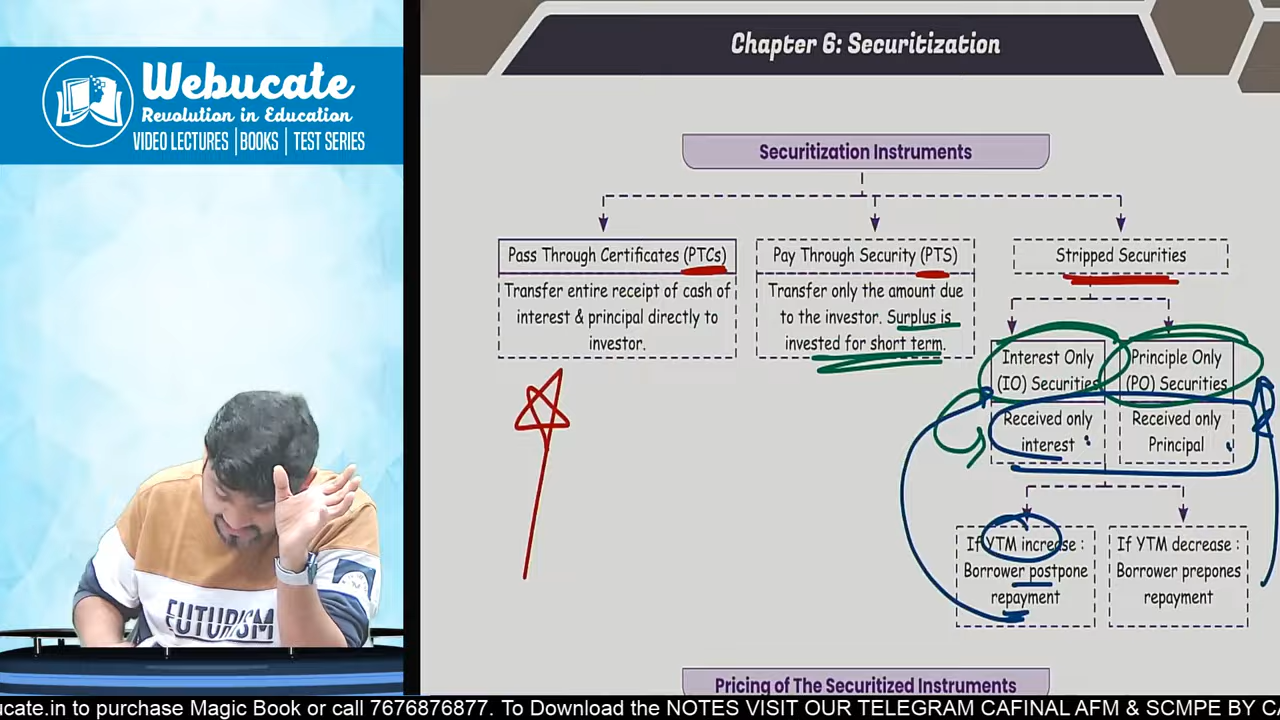 Webucate
Revolution in Education
VIDEO LECTURES | BOOKS | TEST SERIES
Chapter 6: Securitization
Securitization Instruments
Pass Through Certificates (PTCs)
Transfer entire receipt of cash of
interest & principal directly to
investor.
Pay Through Security (PTS)
Transfer only the amount due
to the investor. Surplus is
invested for short term.
Stripped Securities
Interest Only
(IO) Securities
Received only
interest
Principle Only
(PO) Securities
Received only
Principal
If YTM increase :
Borrower postpone
repayment
If YTM decrease :
Borrower prepones
repayment
FUTURISM
Pricing of The Securitized Instruments
ucate.in to purchase Magic Book or call 7676876877. To Download the NOTES VISIT OUR TELEGRAM CAFINAL AFM & SCMPE BY CA